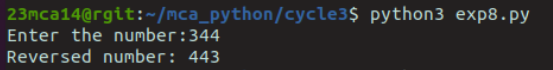 23mca14@rgit:~/mca_python/cycle3$ python3 exp8.py
Enter the number:344
Reversed number: 443